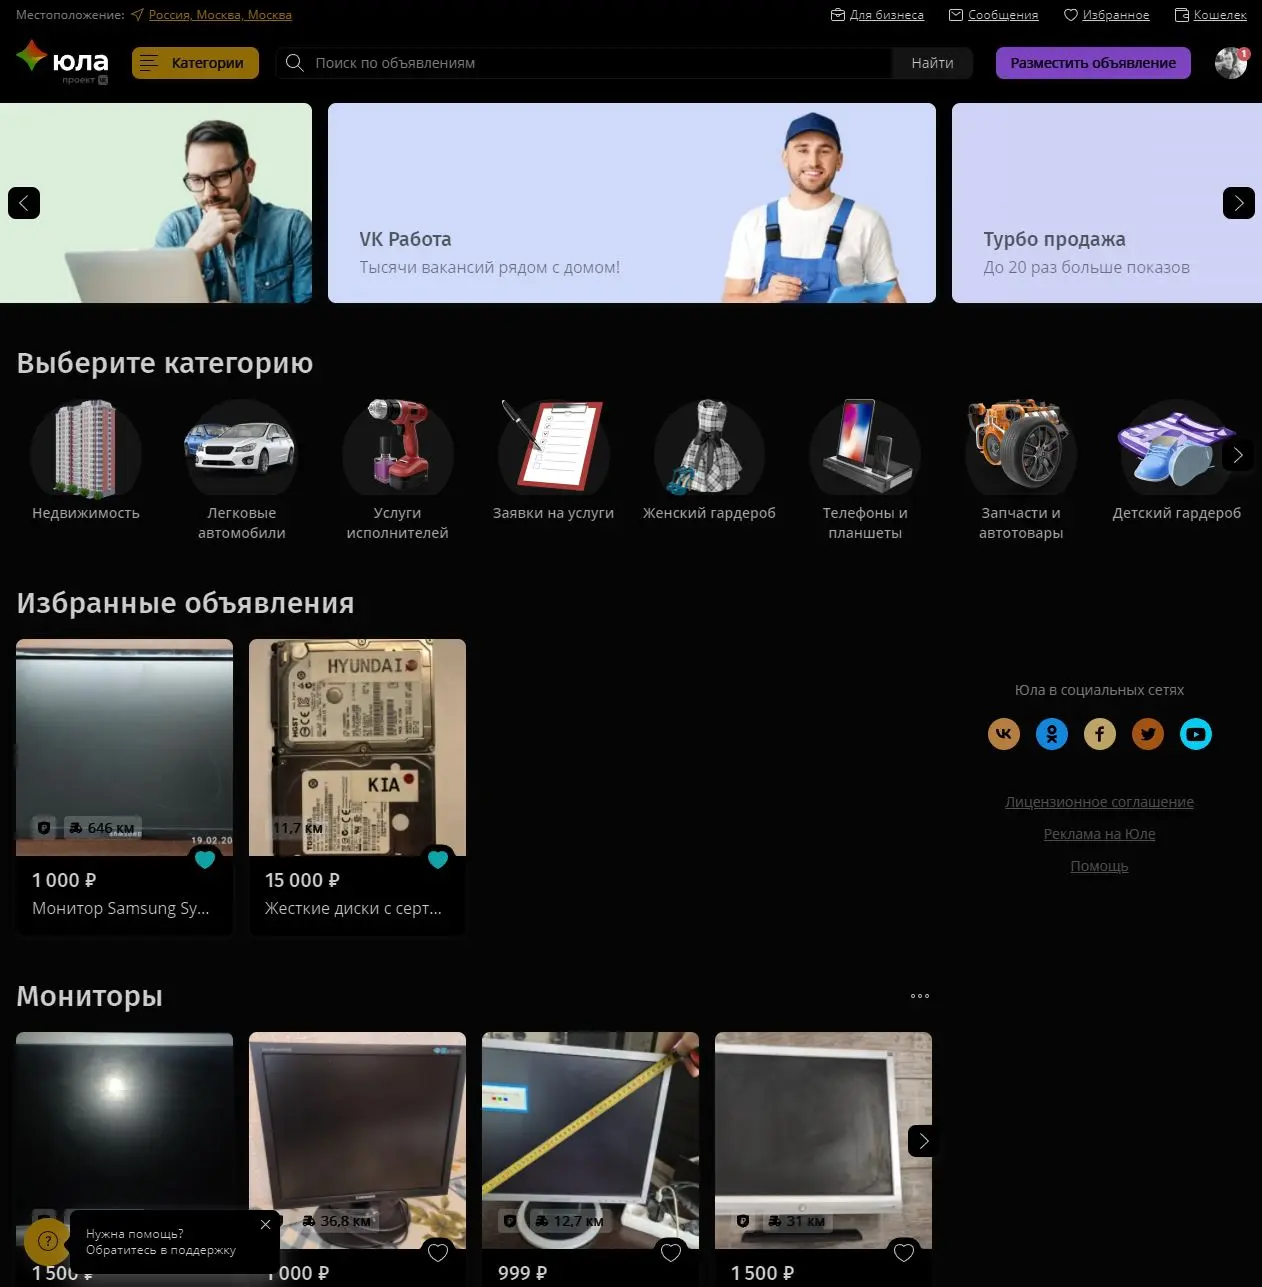 Местоположение: Россия, Москва, Москва
Для бизнеса
Сообщения
Избранное
Кошелек
юла
проект
Категории
Поиск по объявлениям
Найти
Разместить объявление
1
VK Работа
Тысячи вакансий рядом с домом!
Турбо продажа
До 20 раз больше показов
Выберите категорию
Недвижимость
Легковые
автомобили
Услуги
исполнителей
Заявки на услуги
Женский гардероб
Телефоны и
планшеты
Запчасти и
автотовары
Детский гардероб
Избранные объявления
HYUNDAI
HGST
KIA
TOSHIBA
646 км
SAMSUNG
19.02.20
11,7 км
1 000 ₽
Монитор Samsung Sy...
15 000 ₽
Жесткие диски с серт...
Юла в социальных сетях
Лицензионное соглашение
Реклама на Юле
Помощь
Мониторы
36,8 км
12,7 км
31 км
Нужна помощь?
Обратитесь в поддержку
1 500 ₽
1 000 ₽
999 ₽
1 500 ₽